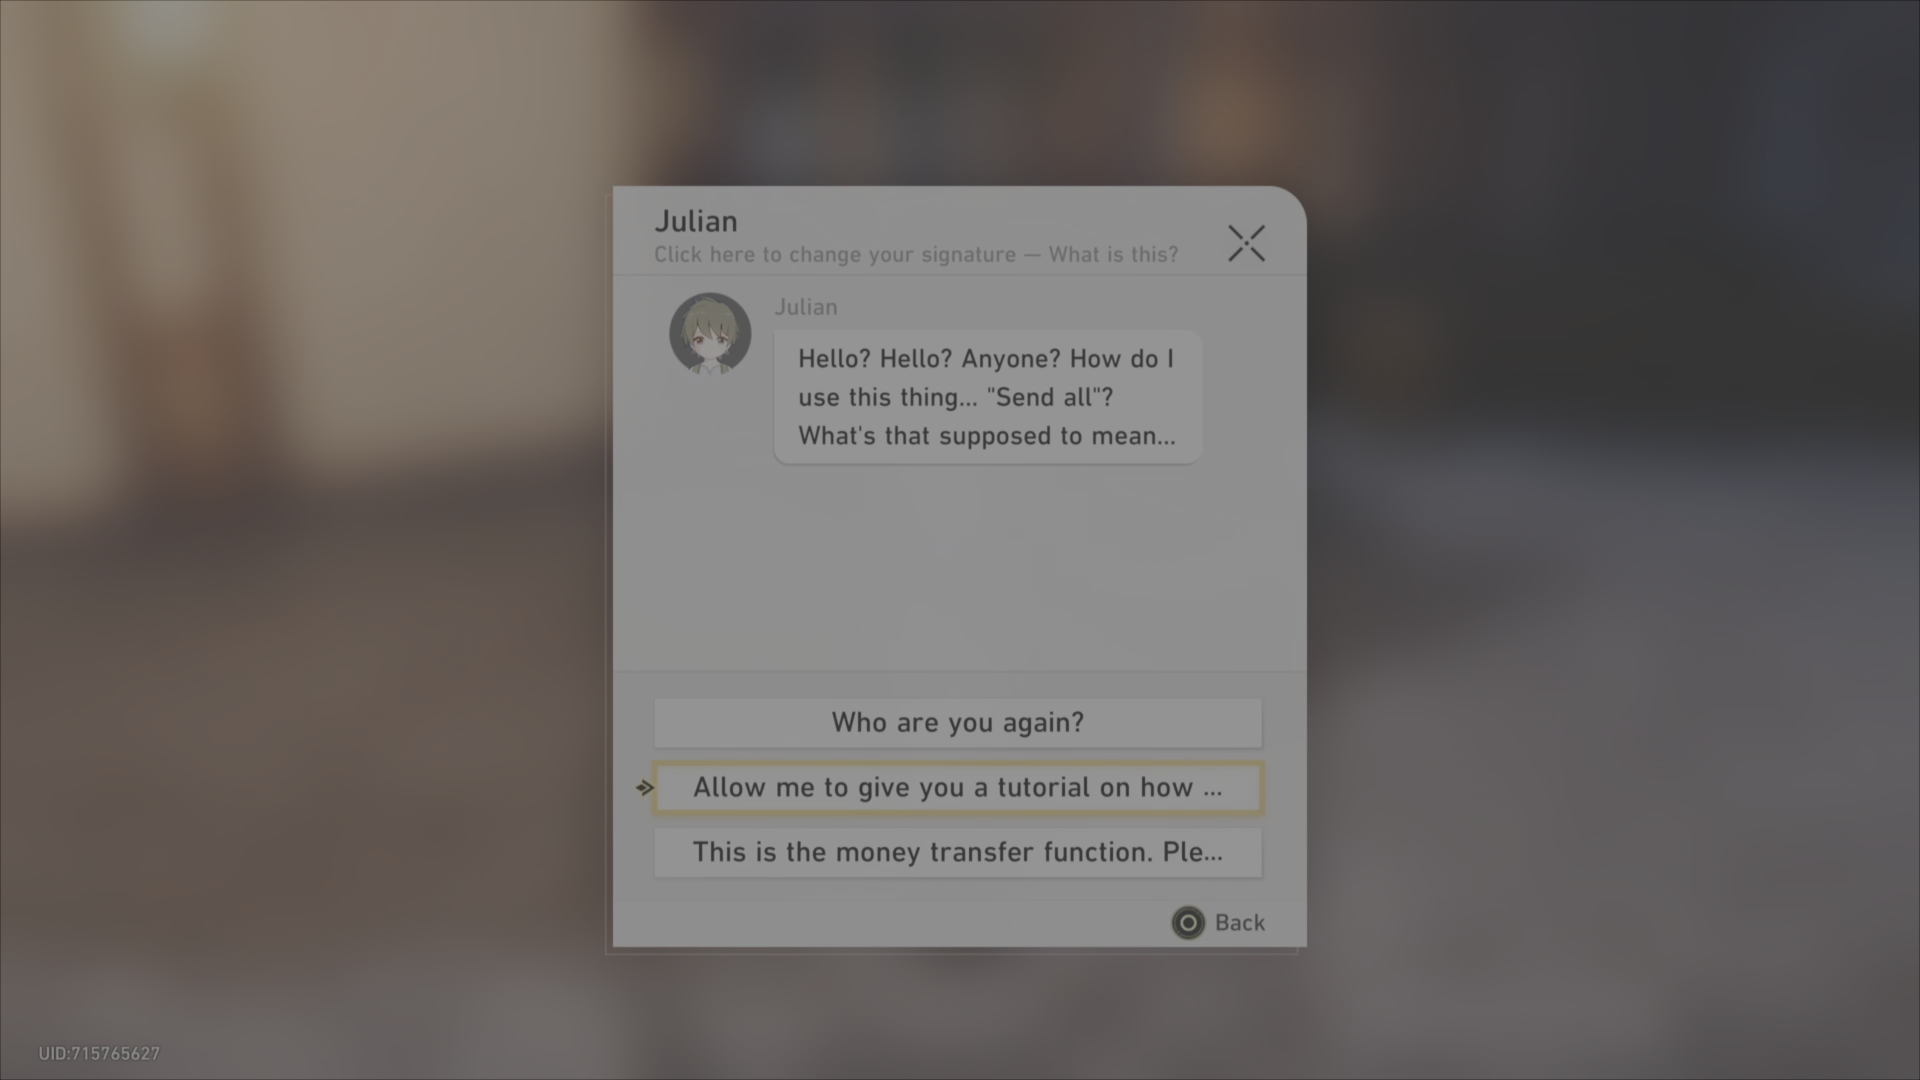 Julian
Click here to change your signature — What is this?
Julian
Hello? Hello? Anyone? How do I
use this thing... "Send all"?
What's that supposed to mean...
Who are you again?
Allow me to give you a tutorial on how ...
This is the money transfer function. Ple...
Back
UID:715765627